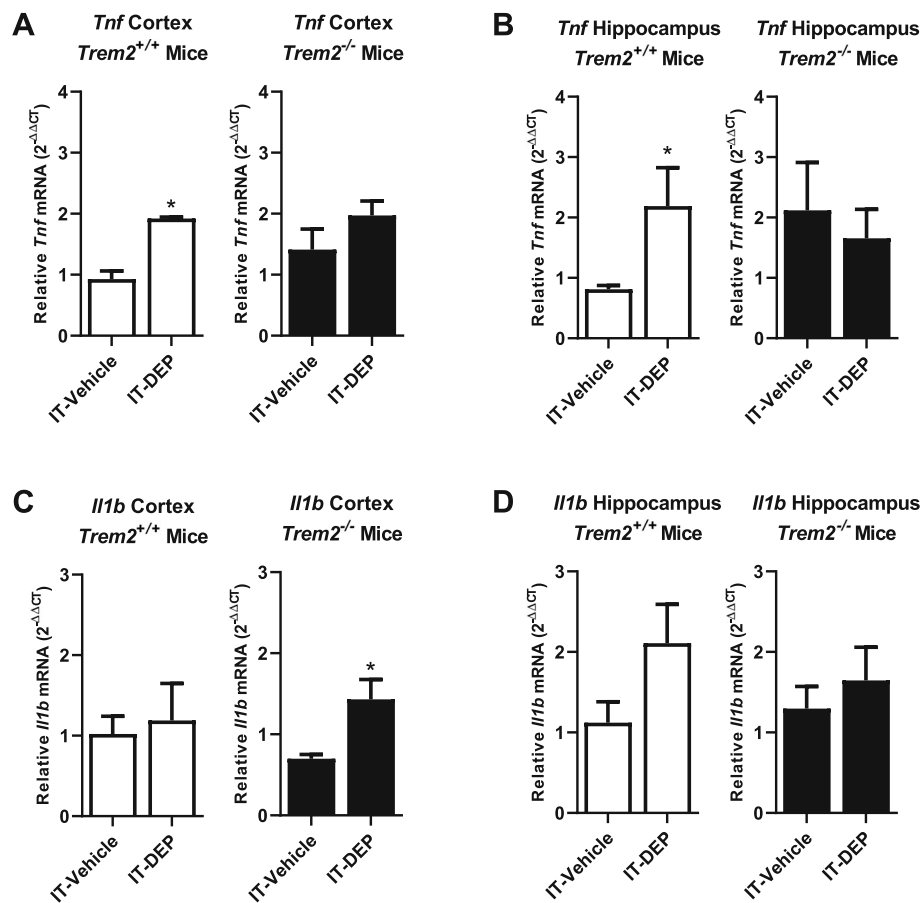 A
Tnf Cortex
Trem2+/+ Mice
Tnf Cortex
Trem2-/- Mice
Relative Tnf mRNA (2-ΔΔCT)
4
3
2
1
0
*
IT-Vehicle
IT-DEP
Relative Tnf mRNA (2-ΔΔCT)
4
3
2
1
0
IT-Vehicle
IT-DEP
B
Tnf Hippocampus
Trem2+/+ Mice
Tnf Hippocampus
Trem2-/- Mice
Relative Tnf mRNA (2-ΔΔCT)
4
3
2
1
0
*
IT-Vehicle
IT-DEP
Relative Tnf mRNA (2-ΔΔCT)
4
3
2
1
0
IT-Vehicle
IT-DEP
C
Il1b Cortex
Trem2+/+ Mice
Il1b Cortex
Trem2-/- Mice
Relative Il1b mRNA (2-ΔΔCT)
3
2
1
0
IT-Vehicle
IT-DEP
Relative Il1b mRNA (2-ΔΔCT)
3
2
1
0
*
IT-Vehicle
IT-DEP
D
Il1b Hippocampus
Trem2+/+ Mice
Il1b Hippocampus
Trem2-/- Mice
Relative Il1b mRNA (2-ΔΔCT)
3
2
1
0
IT-Vehicle
IT-DEP
Relative Il1b mRNA (2-ΔΔCT)
3
2
1
0
IT-Vehicle
IT-DEP